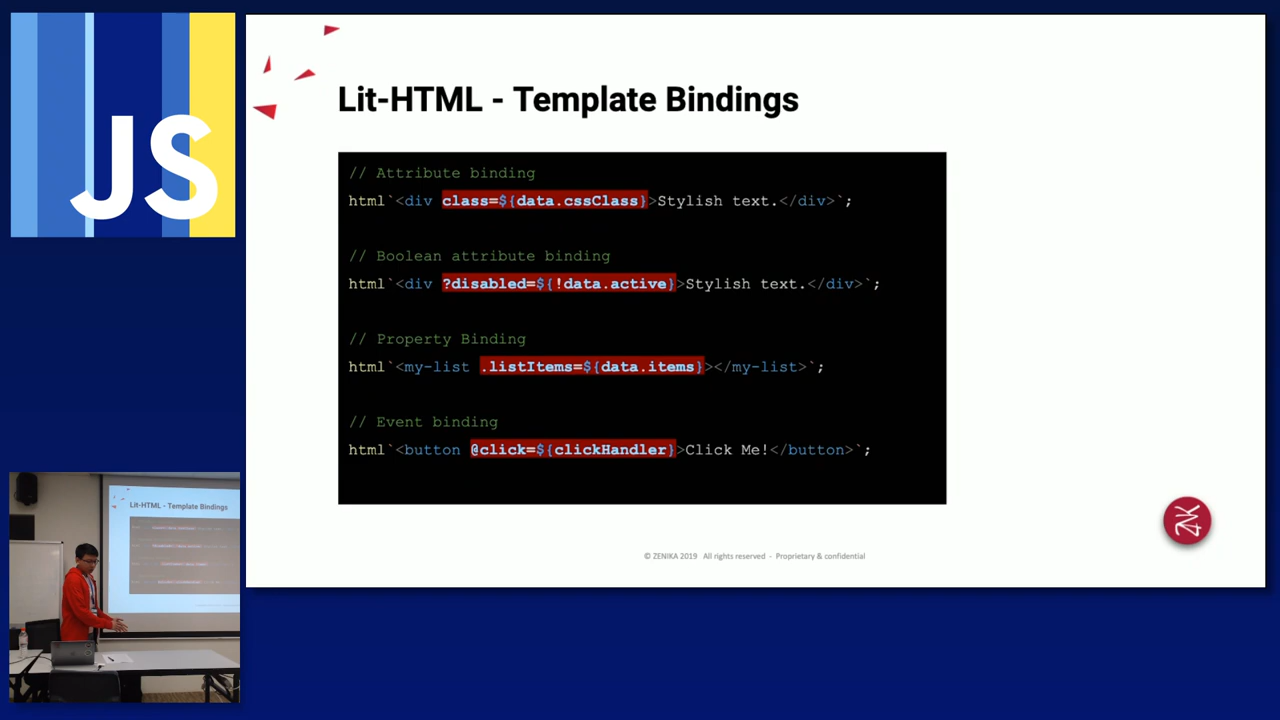 JS
Lit-HTML - Template Bindings
// Attribute binding
html`<div class=${data.cssClass}>Stylish text.</div>`;
// Boolean attribute binding
html`<div ?disabled=${!data.active}>Stylish text.</div>`;
// Property Binding
html`<my-list .listItems=${data.items}></my-list>`;
// Event binding
html`<button @click=${clickHandler}>Click Me!</button>`;
© ZENIKA 2019 All rights reserved - Proprietary & confidential
Lit-HTML - Template Bindings